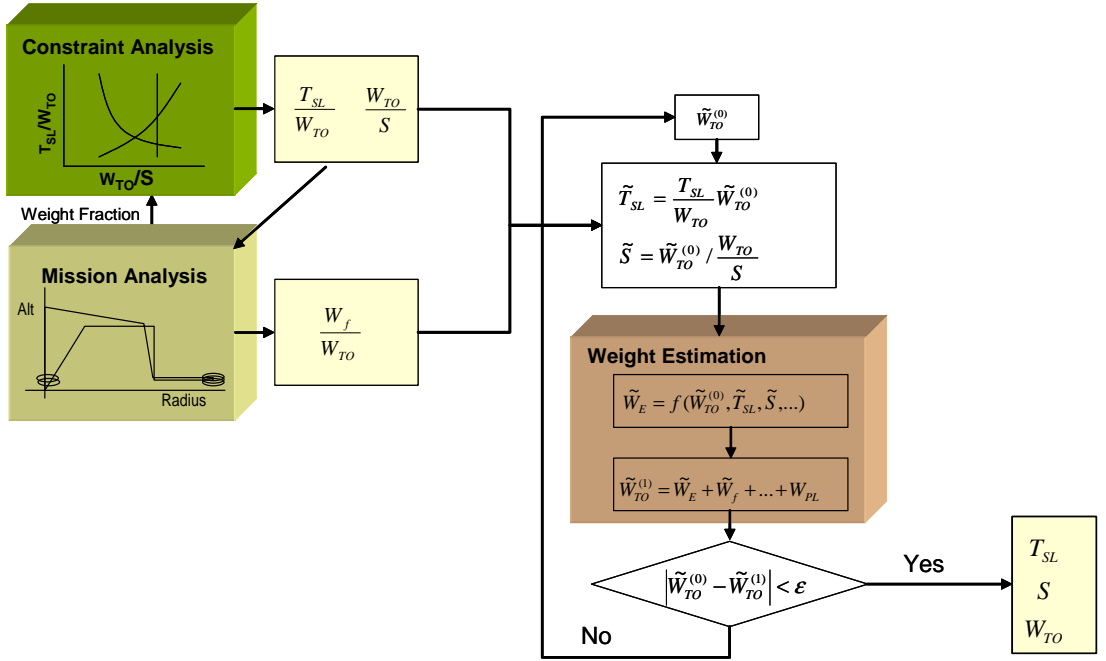 Constraint Analysis
T_SL/W_TO
w_TO/S
T_SL/W_TO W_TO/S
Weight Fraction
Mission Analysis
Alt
Radius
W_f/W_TO
W̃_TO^(0)
T̃_SL = T_SL/W_TO W̃_TO^(0)
S̃ = W̃_TO^(0) / W_TO/S
Weight Estimation
W̃_E = f(W̃_TO^(0), T̃_SL, S̃,...)
W̃_TO^(1) = W̃_E + W̃_f + ... + W_PL
|W̃_TO^(0) − W̃_TO^(1)| < ε
Yes
No
T_SL
S
W_TO